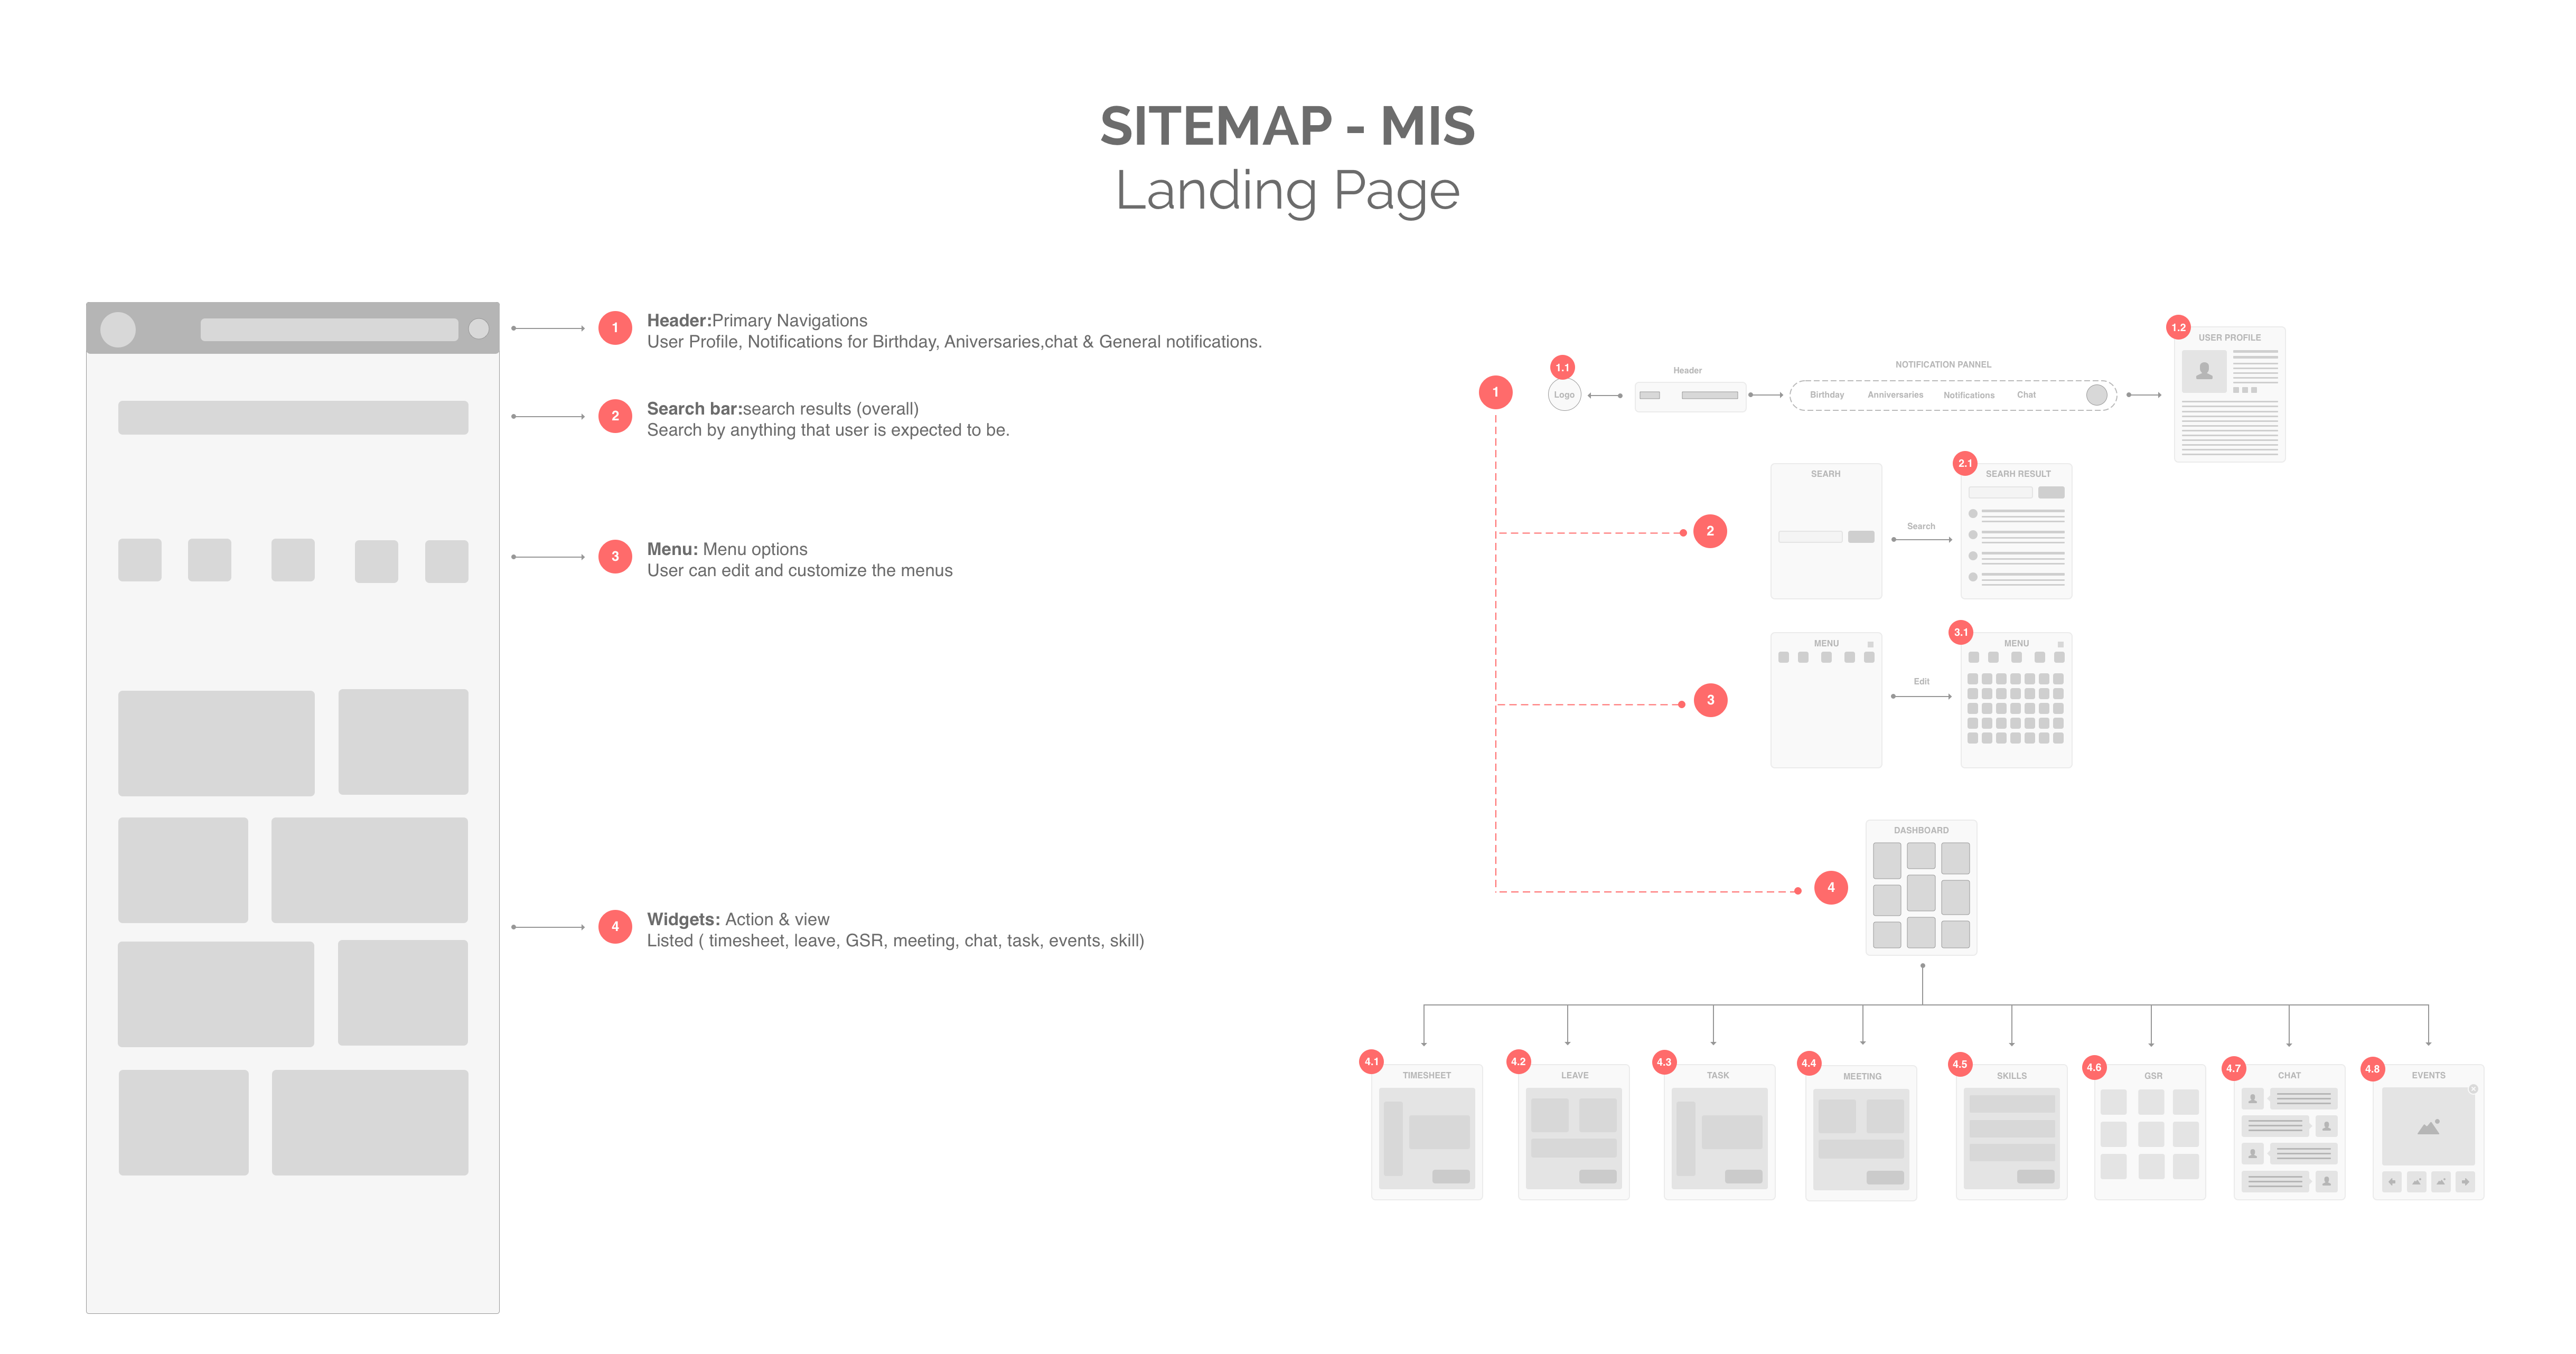 SITEMAP - MIS
Landing Page
1
Header:Primary Navigations
User Profile, Notifications for Birthday, Aniversaries,chat & General notifications.
2
Search bar:search results (overall)
Search by anything that user is expected to be.
3
Menu: Menu options
User can edit and customize the menus
4
Widgets: Action & view
Listed ( timesheet, leave, GSR, meeting, chat, task, events, skill)
1
1.1
Logo
Header
NOTIFICATION PANNEL
Birthday Anniversaries Notifications Chat
1.2
USER PROFILE
2
SEARH
Search
2.1
SEARH RESULT
3
MENU
Edit
3.1
MENU
4
DASHBOARD
4.1
TIMESHEET
4.2
LEAVE
4.3
TASK
4.4
MEETING
4.5
SKILLS
4.6
GSR
4.7
CHAT
4.8
EVENTS